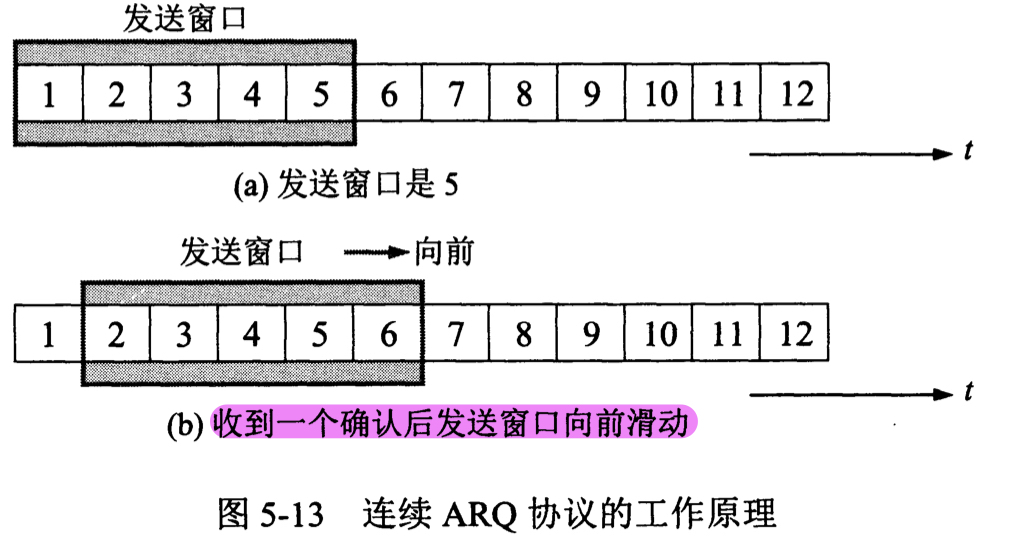 发送窗口
1 2 3 4 5 6 7 8 9 10 11 12
t
(a) 发送窗口是 5
发送窗口 向前
1 2 3 4 5 6 7 8 9 10 11 12
t
(b) 收到一个确认后发送窗口向前滑动
图 5-13 连续 ARQ 协议的工作原理